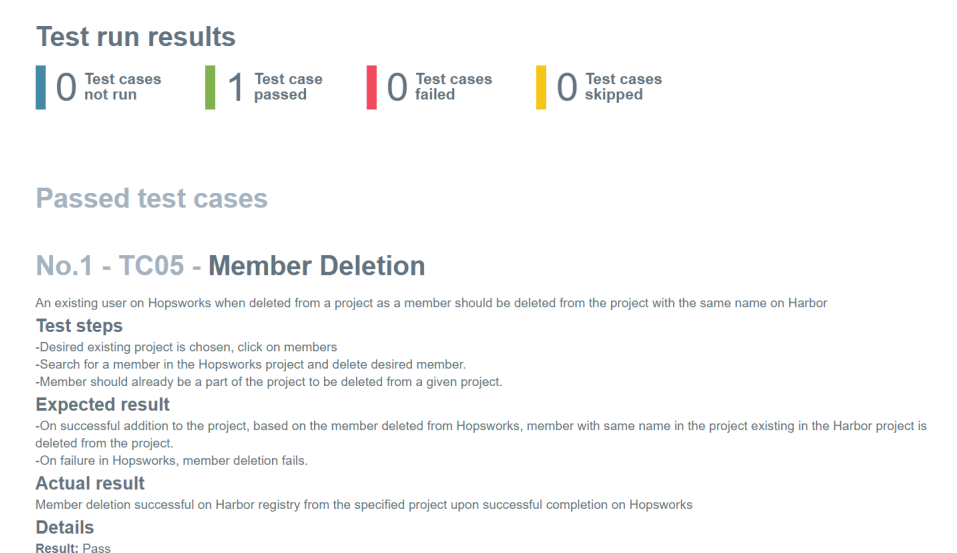 Test run results
0 Test cases not run
1 Test case passed
0 Test cases failed
0 Test cases skipped
Passed test cases
No.1 - TC05 - Member Deletion
An existing user on Hopsworks when deleted from a project as a member should be deleted from the project with the same name on Harbor
Test steps
-Desired existing project is chosen, click on members
-Search for a member in the Hopsworks project and delete desired member.
-Member should already be a part of the project to be deleted from a given project.
Expected result
-On successful addition to the project, based on the member deleted from Hopsworks, member with same name in the project existing in the Harbor project is
deleted from the project.
-On failure in Hopsworks, member deletion fails.
Actual result
Member deletion successful on Harbor registry from the specified project upon successful completion on Hopsworks
Details
Result: Pass